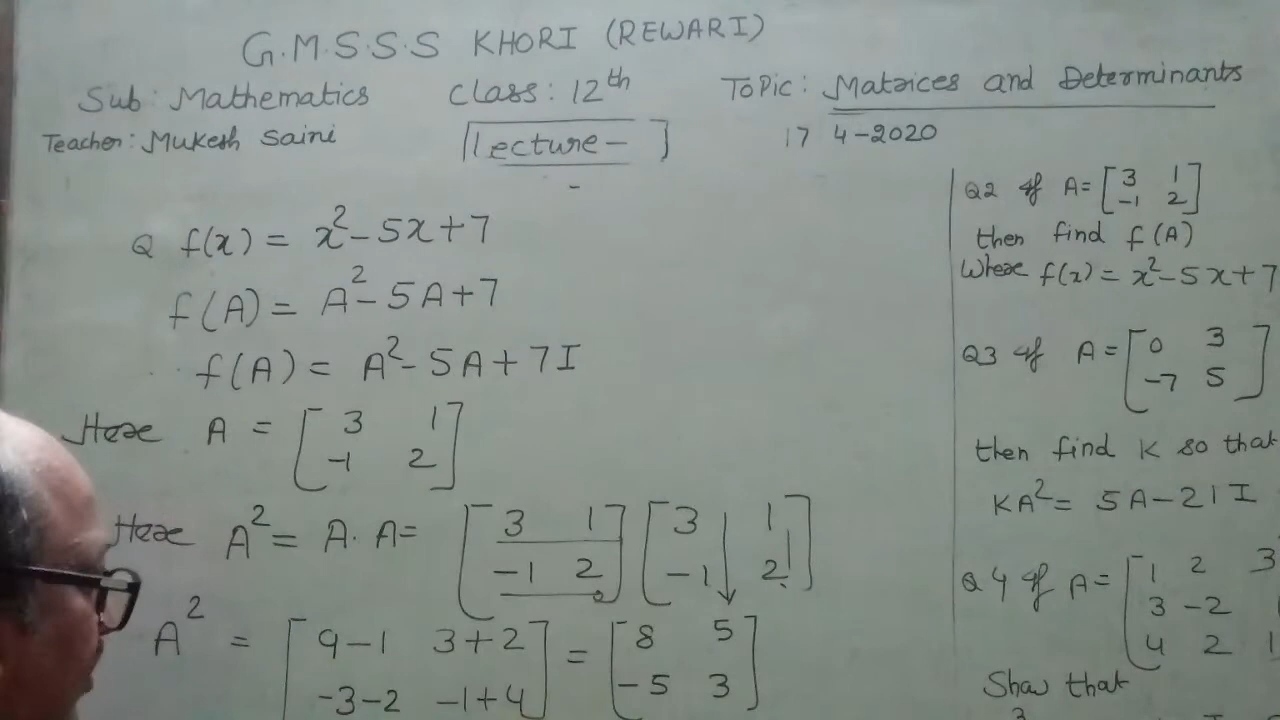 G.M.S.S.S KHORI (REWARI)
Sub: Mathematics Class: 12th Topic: Matrices and Determinants
Teacher: Mukesh Saini Lecture- 17 4-2020
Q f(x) = x²-5x+7
f(A) = A²-5A+7
f(A) = A²-5A+7I
Here A = [3 1
-1 2]
Here A² = A. A = [3 1 [3 1
-1 2] -1 2]
A² = [9-1 3+2 = [8 5
-3-2 -1+4] -5 3]
Q2 If A= [3 1
-1 2]
then find f(A)
Where f(x) = x²-5x+7
Q3 If A = [0 3
-7 5]
then find K so that
KA² = 5A-21I
Q4 If A = [1 2 3
3 -2
4 2 1
Show that